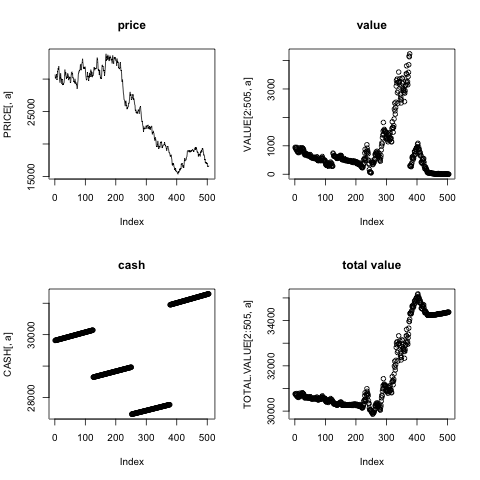 price
PRICE[, a]
15000
25000
0 100 200 300 400 500
Index
value
VALUE[2:505, a]
0
1000
3000
0 100 200 300 400 500
Index
cash
CASH[, a]
28000
30000
0 100 200 300 400 500
Index
total value
TOTAL.VALUE[2:505, a]
30000
32000
34000
0 100 200 300 400 500
Index